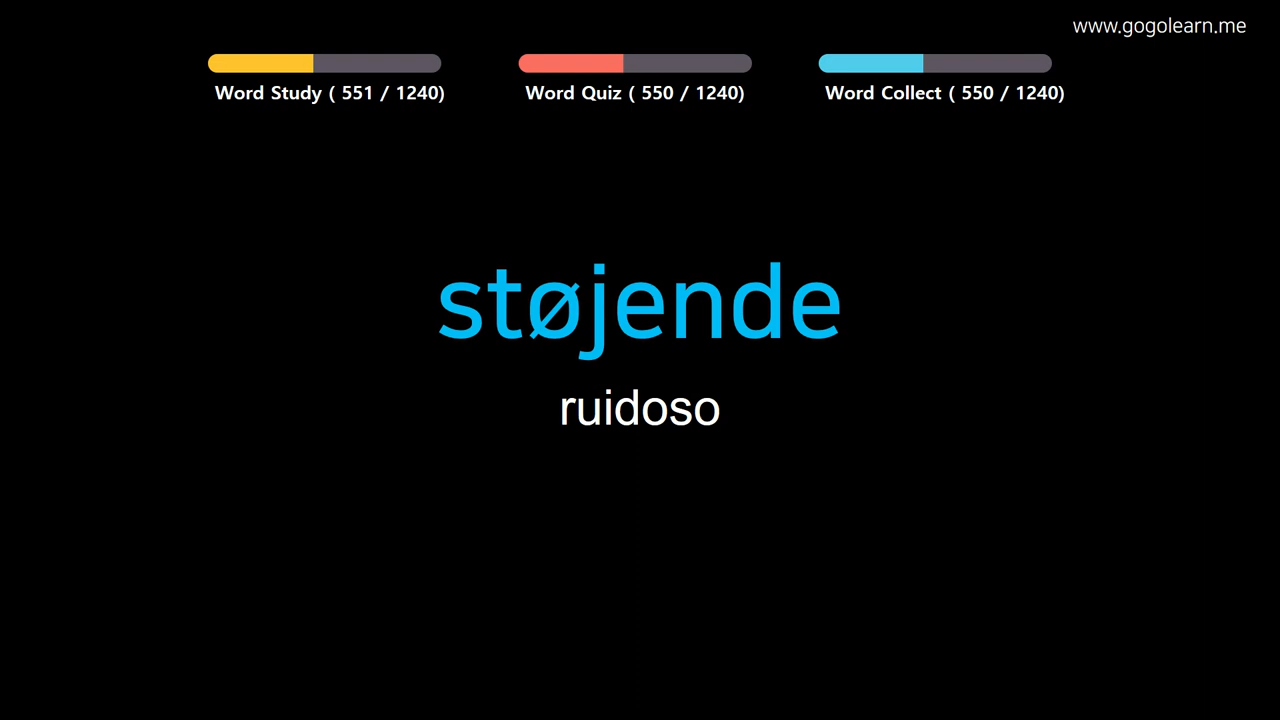 www.gogolearn.me
Word Study ( 551 / 1240)
Word Quiz ( 550 / 1240)
Word Collect ( 550 / 1240)
støjende
ruidoso